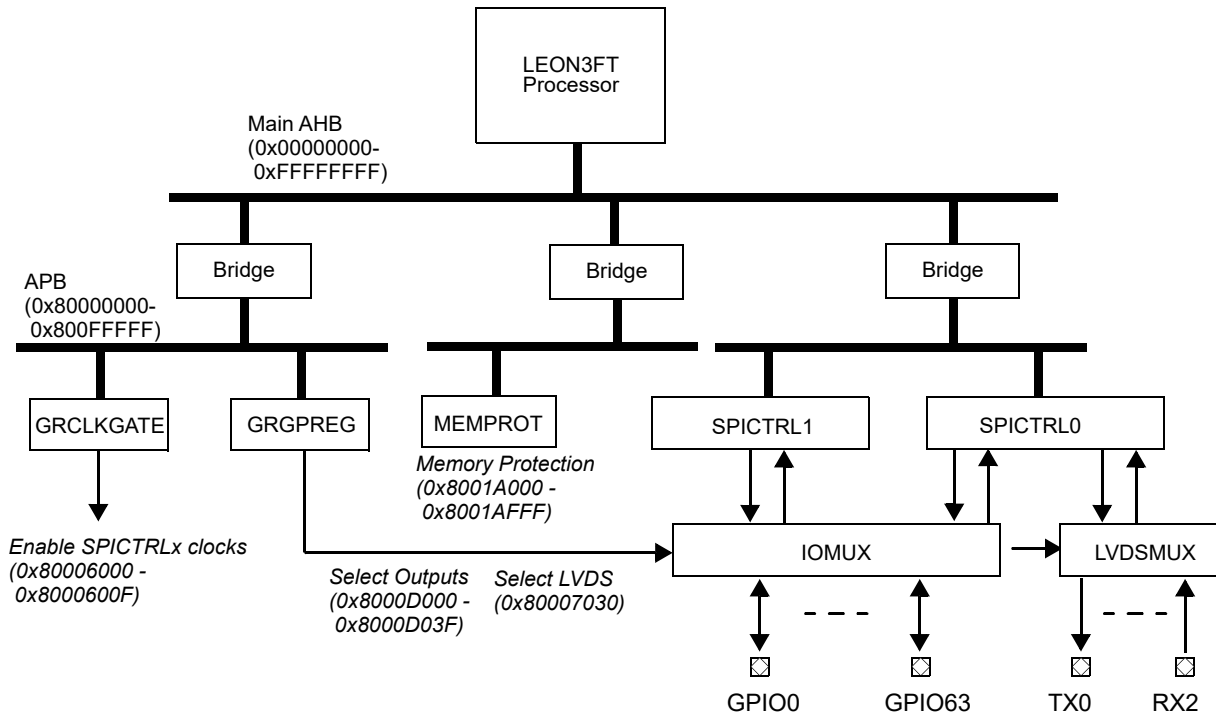 LEON3FT
Processor
Main AHB
(0x00000000-
0xFFFFFFFF)
Bridge
Bridge
Bridge
APB
(0x80000000-
0x800FFFFF)
GRCLKGATE
GRGPREG
MEMPROT
SPICTRL1
SPICTRL0
Memory Protection
(0x8001A000 -
0x8001AFFF)
Enable SPICTRLx clocks
(0x80006000 -
0x8000600F)
IOMUX
LVDSMUX
Select Outputs
(0x8000D000 -
0x8000D03F)
Select LVDS
(0x80007030)
GPIO0
GPIO63
TX0
RX2